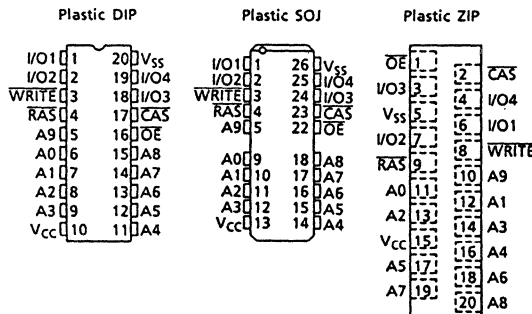 Plastic DIP
I/O1 1 20 VSS
I/O2 2 19 I/O4
WRITE 3 18 I/O3
RAS 4 17 CAS
A9 5 16 OE
A0 6 15 A8
A1 7 14 A7
A2 8 13 A6
A3 9 12 A5
VCC 10 11 A4
Plastic SOJ
I/O1 1 26 VSS
I/O2 2 25 I/O4
WRITE 3 24 I/O3
RAS 4 23 CAS
A9 5 22 OE
A0 9 18 A8
A1 10 17 A7
A2 11 16 A6
A3 12 15 A5
VCC 13 14 A4
Plastic ZIP
OE 1
2 CAS
I/O3 3
4 I/O4
VSS 5
6 I/O1
I/O2 7
8 WRITE
RAS 9
10 A9
A0 11
12 A1
A2 13
14 A3
VCC 15
16 A4
A5 17
18 A6
A7 19
20 A8